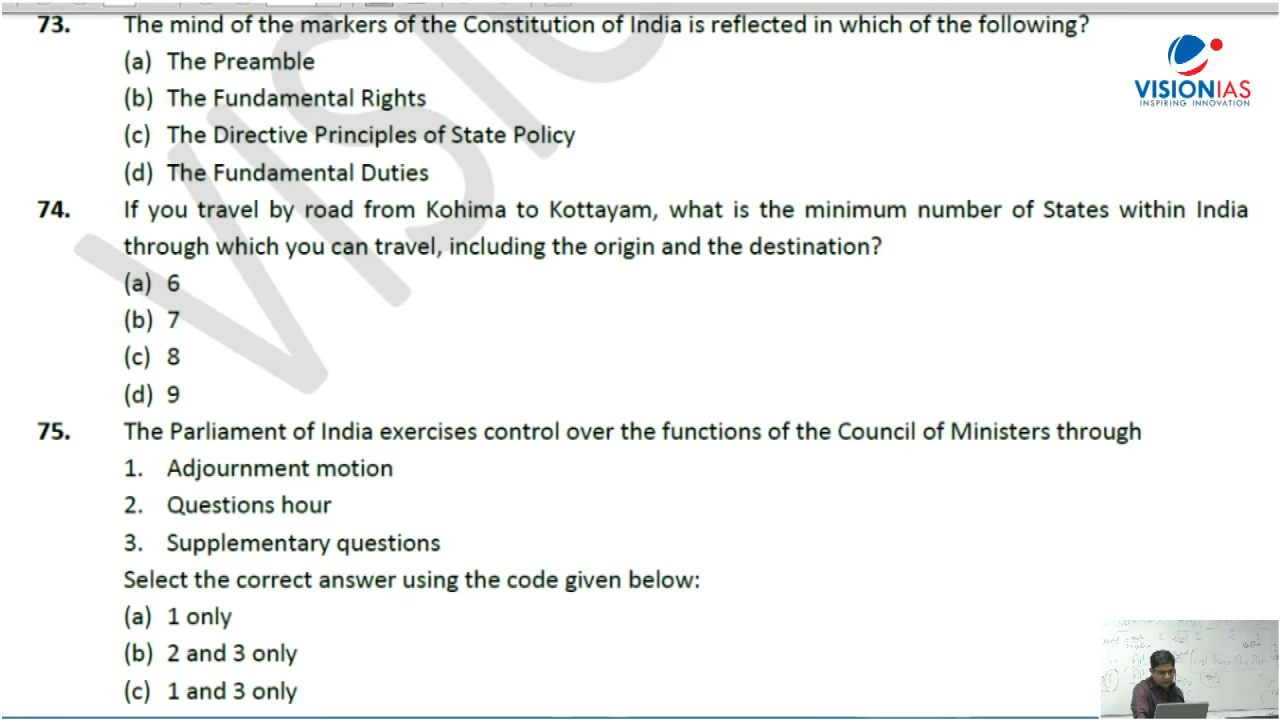 73. The mind of the markers of the Constitution of India is reflected in which of the following?
(a) The Preamble
(b) The Fundamental Rights
(c) The Directive Principles of State Policy
(d) The Fundamental Duties
74. If you travel by road from Kohima to Kottayam, what is the minimum number of States within India
through which you can travel, including the origin and the destination?
(a) 6
(b) 7
(c) 8
(d) 9
75. The Parliament of India exercises control over the functions of the Council of Ministers through
1. Adjournment motion
2. Questions hour
3. Supplementary questions
Select the correct answer using the code given below:
(a) 1 only
(b) 2 and 3 only
(c) 1 and 3 only
VISIONIAS
INSPIRING INNOVATION